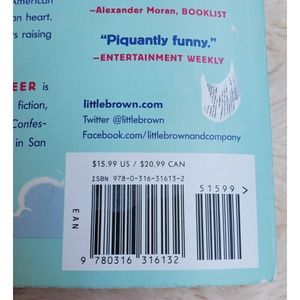 American
—Alexander Moran, BOOKLIST
an heart.
rs raising
"Piquantly funny."
—ENTERTAINMENT WEEKLY
EER is
fiction,
Confes-
in San
littlebrown.com
Twitter @littlebrown
Facebook.com/littlebrownandcompany
$15.99 US / $20.99 CAN
ISBN 978-0-316-31613-2
51599>
EAN
9 780316 316132